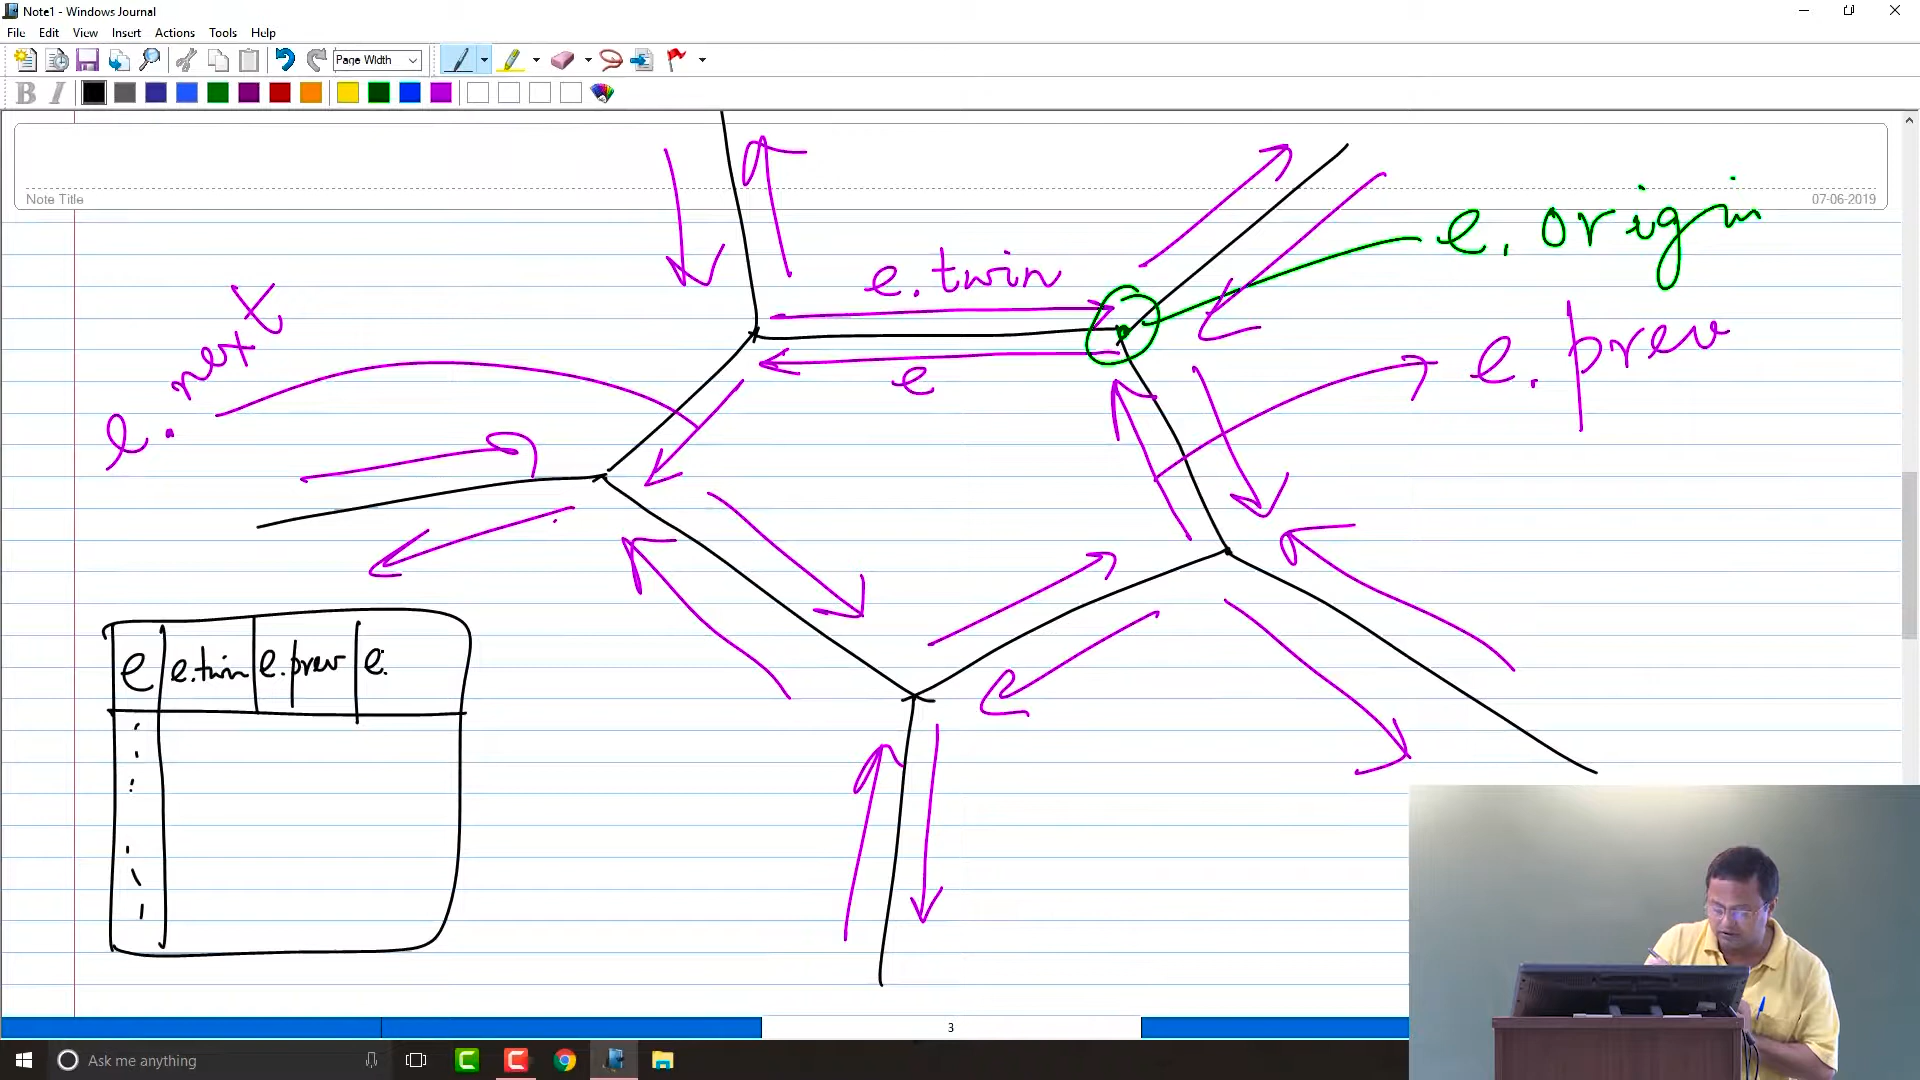 Note1 - Windows Journal
File Edit View Insert Actions Tools Help
Page Width
B I
Note Title
07-06-2019
e. origin
e. twin
e. next
e. prev
e
e e.twin e.prev e.
3
Ask me anything